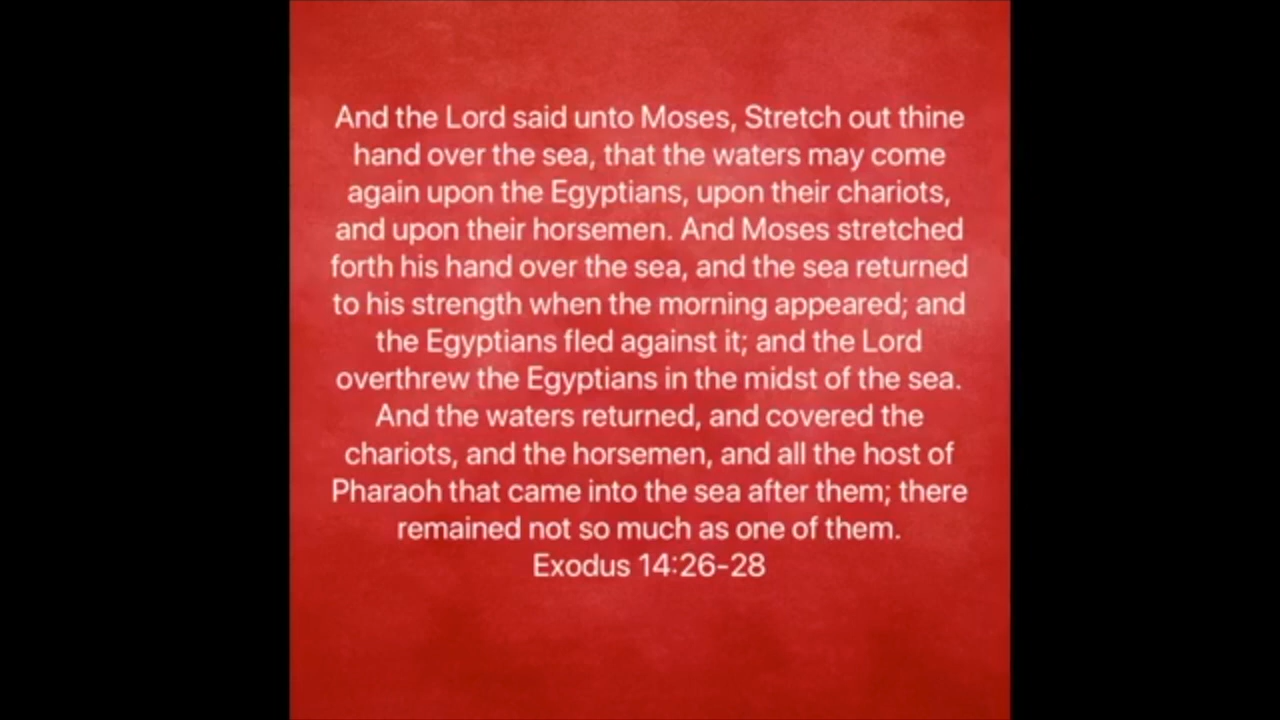 And the Lord said unto Moses, Stretch out thine
hand over the sea, that the waters may come
again upon the Egyptians, upon their chariots,
and upon their horsemen. And Moses stretched
forth his hand over the sea, and the sea returned
to his strength when the morning appeared; and
the Egyptians fled against it; and the Lord
overthrew the Egyptians in the midst of the sea.
And the waters returned, and covered the
chariots, and the horsemen, and all the host of
Pharaoh that came into the sea after them; there
remained not so much as one of them.
Exodus 14:26-28